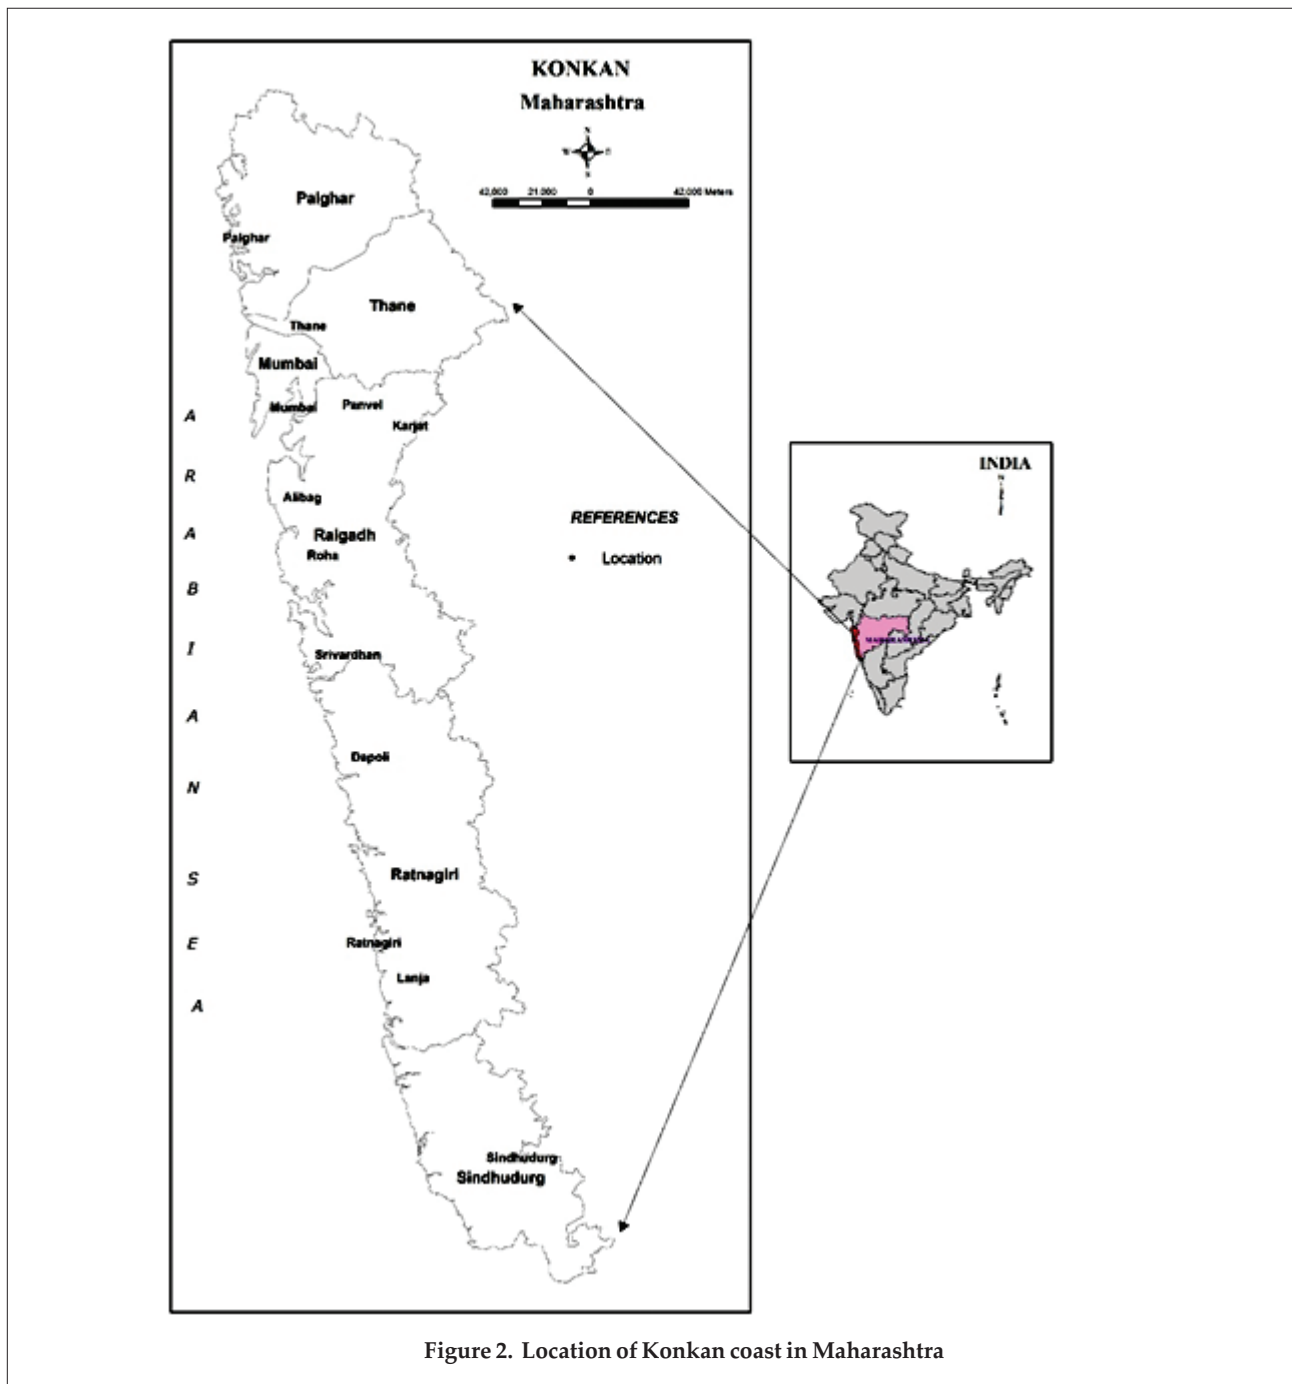 KONKAN
Maharashtra
N
W
S
42,000 21,000 0 42,000 Meters
Palghar
Palghar
Thane
Thane
Mumbai
Mumbai
Panvel
Karjat
Alibag
Raigadh
Roha
Srivardhan
Dapoli
Ratnagiri
Ratnagiri
Lanja
Sindhudurg
Sindhudurg
A R A B I A N S E A
REFERENCES
Location
INDIA
MAHARASHTRA
Figure 2. Location of Konkan coast in Maharashtra